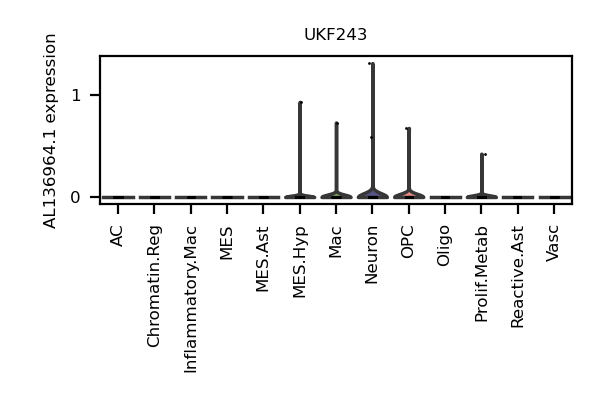 UKF243
AL136964.1 expression
1
0
AC
Chromatin.Reg
Inflammatory.Mac
MES
MES.Ast
MES.Hyp
Mac
Neuron
OPC
Oligo
Prolif.Metab
Reactive.Ast
Vasc